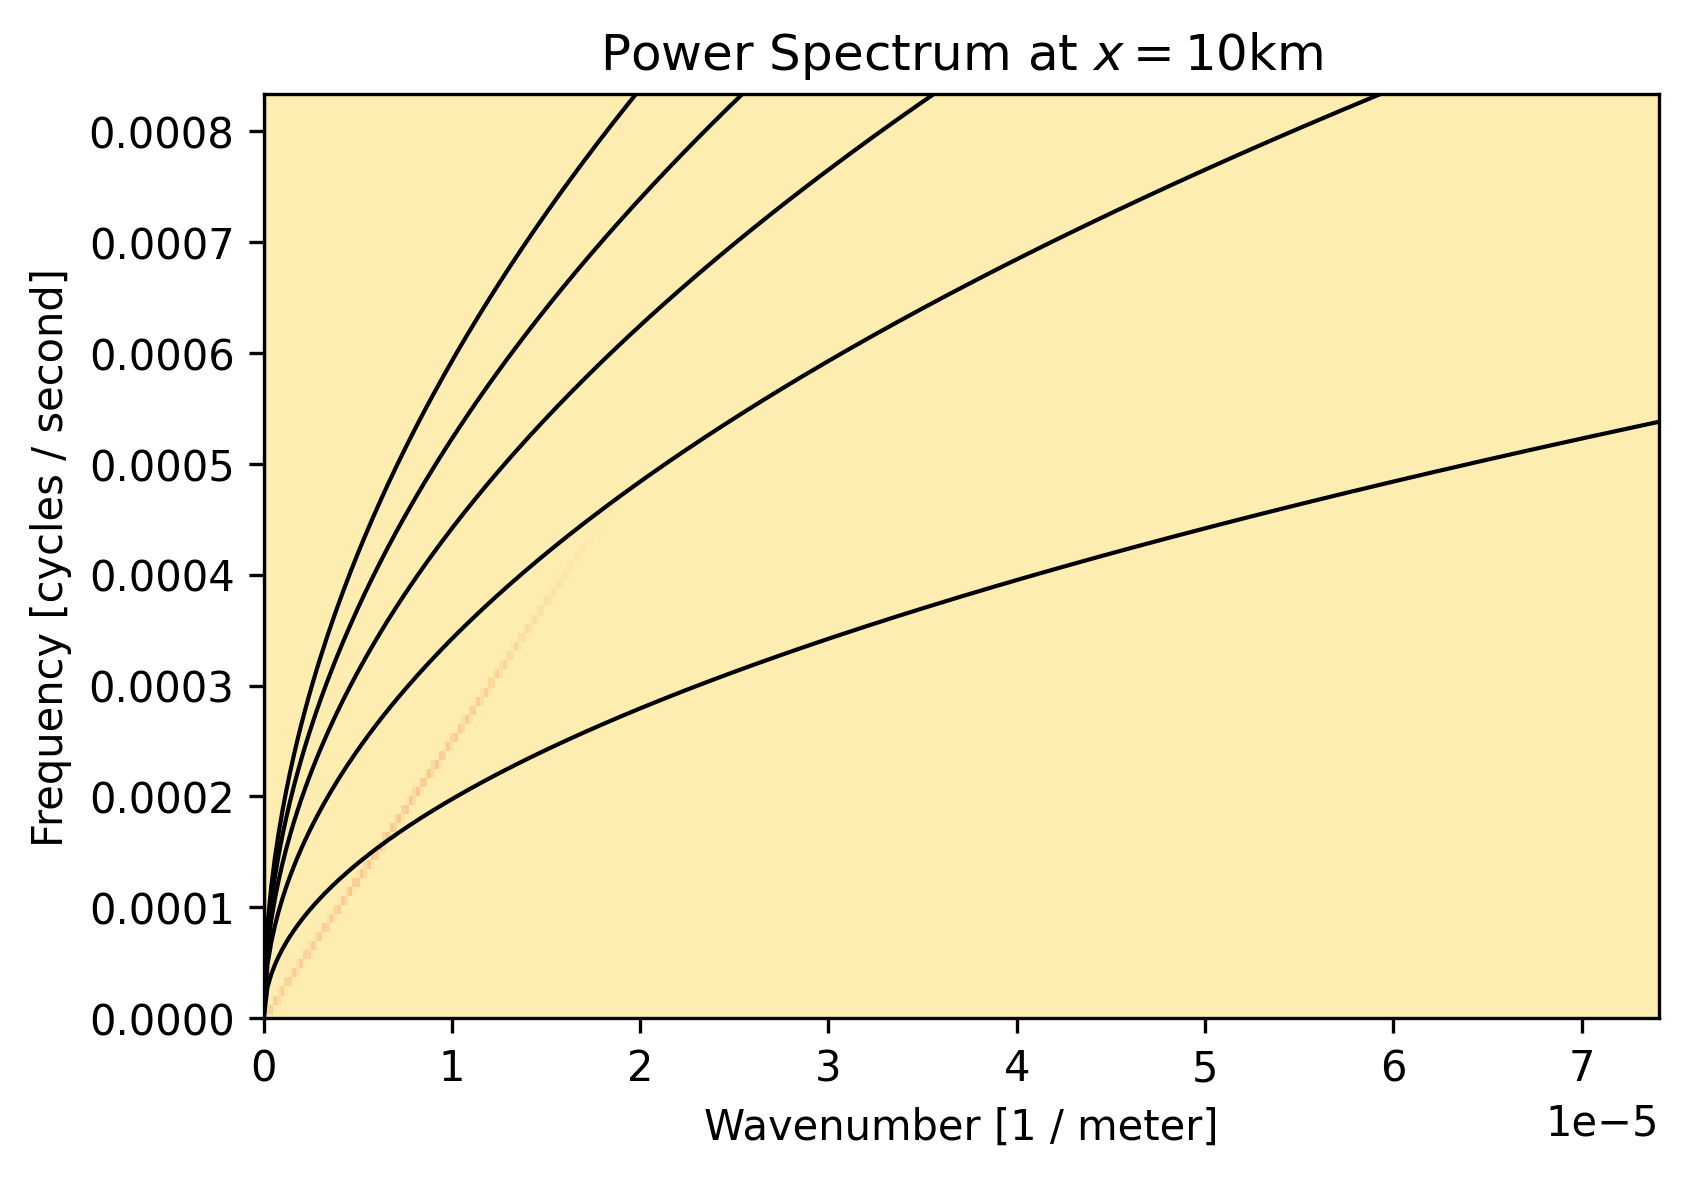 Power Spectrum at x = 10km
0.0008
0.0007
0.0006
0.0005
0.0004
0.0003
0.0002
0.0001
0.0000
Frequency [cycles / second]
0 1 2 3 4 5 6 7
1e−5
Wavenumber [1 / meter]